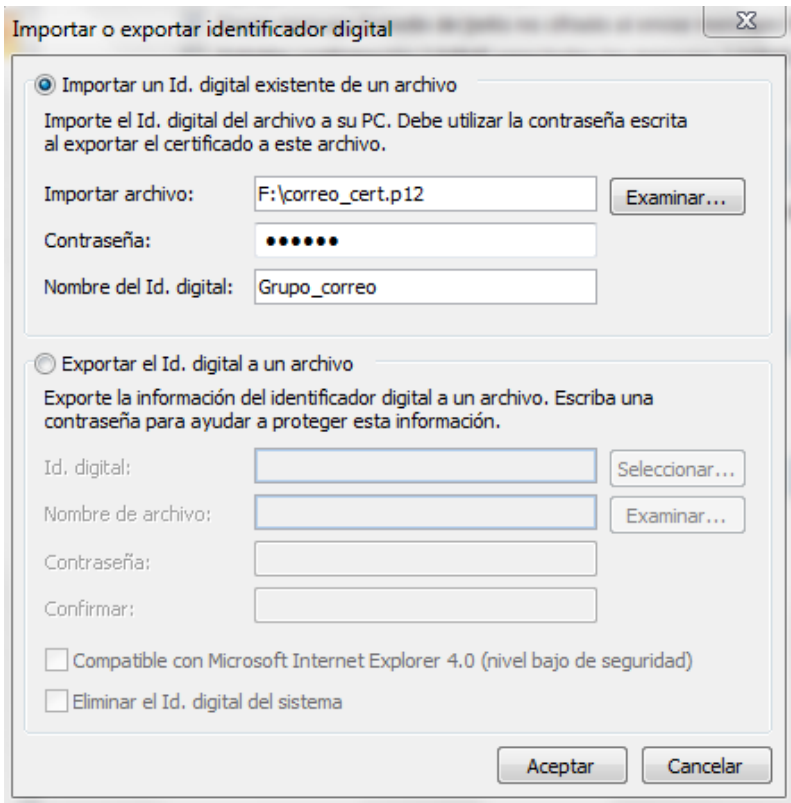 Importar o exportar identificador digital
Importar un Id. digital existente de un archivo
Importe el Id. digital del archivo a su PC. Debe utilizar la contraseña escrita
al exportar el certificado a este archivo.
Importar archivo: F:\correo_cert.p12 Examinar...
Contraseña: ●●●●●●
Nombre del Id. digital: Grupo_correo
Exportar el Id. digital a un archivo
Exporte la información del identificador digital a un archivo. Escriba una
contraseña para ayudar a proteger esta información.
Id. digital: Seleccionar...
Nombre de archivo: Examinar...
Contraseña:
Confirmar:
Compatible con Microsoft Internet Explorer 4.0 (nivel bajo de seguridad)
Eliminar el Id. digital del sistema
Aceptar Cancelar